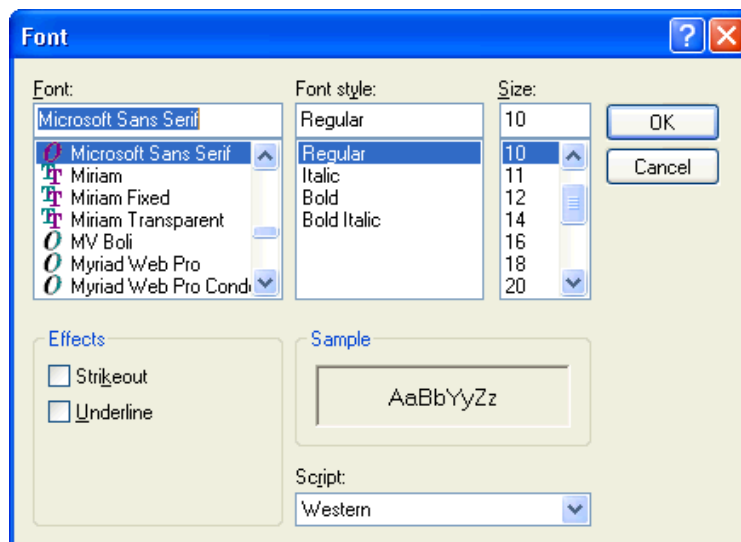 Font
Font:
Font style:
Size:
Microsoft Sans Serif
Regular
10
OK
Cancel
Microsoft Sans Serif
Miriam
Miriam Fixed
Miriam Transparent
MV Boli
Myriad Web Pro
Myriad Web Pro Cond
Regular
Italic
Bold
Bold Italic
10
11
12
14
16
18
20
Effects
Strikeout
Underline
Sample
AaBbYyZz
Script:
Western